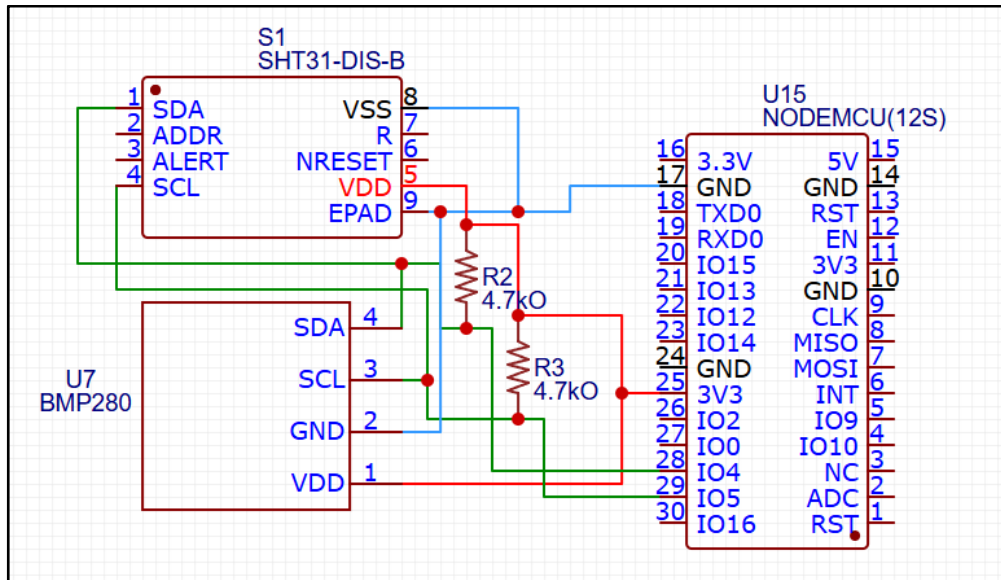 S1
SHT31-DIS-B
1 SDA
2 ADDR
3 ALERT
4 SCL
VSS 8
R 7
NRESET 6
VDD 5
EPAD 9
U7
BMP280
SDA 4
SCL 3
GND 2
VDD 1
R2
4.7kO
R3
4.7kO
U15
NODEMCU(12S)
16 3.3V
17 GND
18 TXD0
19 RXD0
20 IO15
21 IO13
22 IO12
23 IO14
24 GND
25 3V3
26 IO2
27 IO0
28 IO4
29 IO5
30 IO16
5V 15
GND 14
RST 13
EN 12
3V3 11
GND 10
CLK 9
MISO 8
MOSI 7
INT 6
IO9 5
IO10 4
NC 3
ADC 2
RST 1